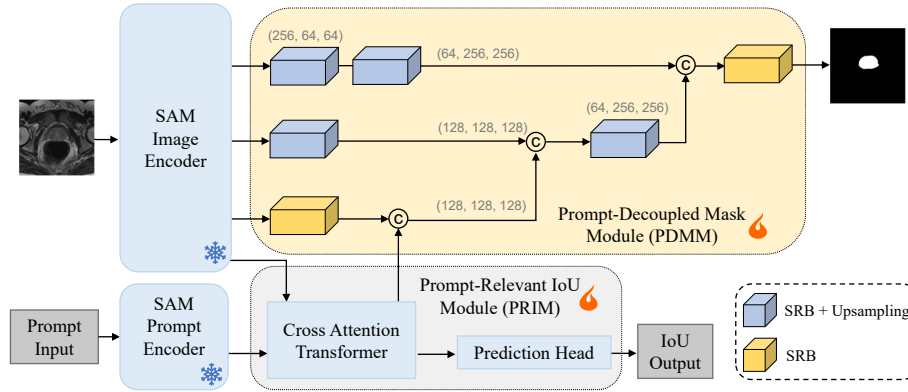 (256, 64, 64)
(64, 256, 256)
C
SAM
Image
Encoder
(128, 128, 128)
C
(64, 256, 256)
(128, 128, 128)
C
Prompt-Decoupled Mask
Module (PDMM)
Prompt
Input
SAM
Prompt
Encoder
Cross Attention
Transformer
Prompt-Relevant IoU
Module (PRIM)
Prediction Head
IoU
Output
SRB + Upsampling
SRB